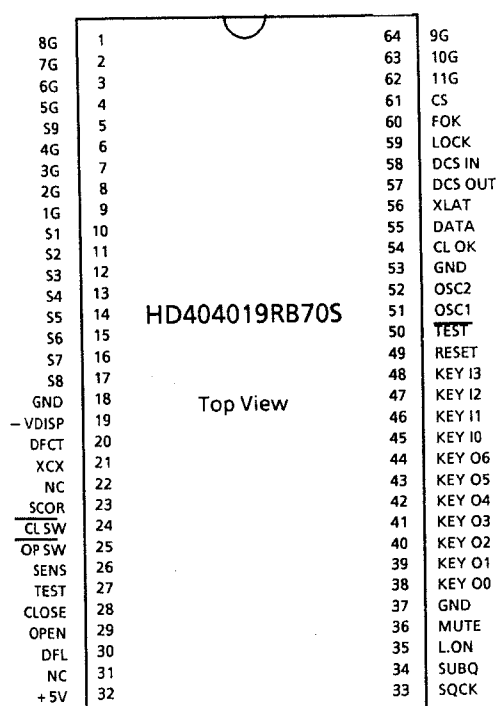 8G 1 64 9G
7G 2 63 10G
6G 3 62 11G
5G 4 61 CS
S9 5 60 FOK
4G 6 59 LOCK
3G 7 58 DCS IN
2G 8 57 DCS OUT
1G 9 56 XLAT
S1 10 55 DATA
S2 11 54 CL OK
S3 12 53 GND
S4 13 52 OSC2
S5 14 HD404019RB70S 51 OSC1
S6 15 50 TEST
S7 16 49 RESET
S8 17 48 KEY I3
GND 18 Top View 47 KEY I2
– VDISP 19 46 KEY I1
DFCT 20 45 KEY I0
XCX 21 44 KEY O6
NC 22 43 KEY O5
SCOR 23 42 KEY O4
CL SW 24 41 KEY O3
OP SW 25 40 KEY O2
SENS 26 39 KEY O1
TEST 27 38 KEY O0
CLOSE 28 37 GND
OPEN 29 36 MUTE
DFL 30 35 L.ON
NC 31 34 SUBQ
+5V 32 33 SQCK